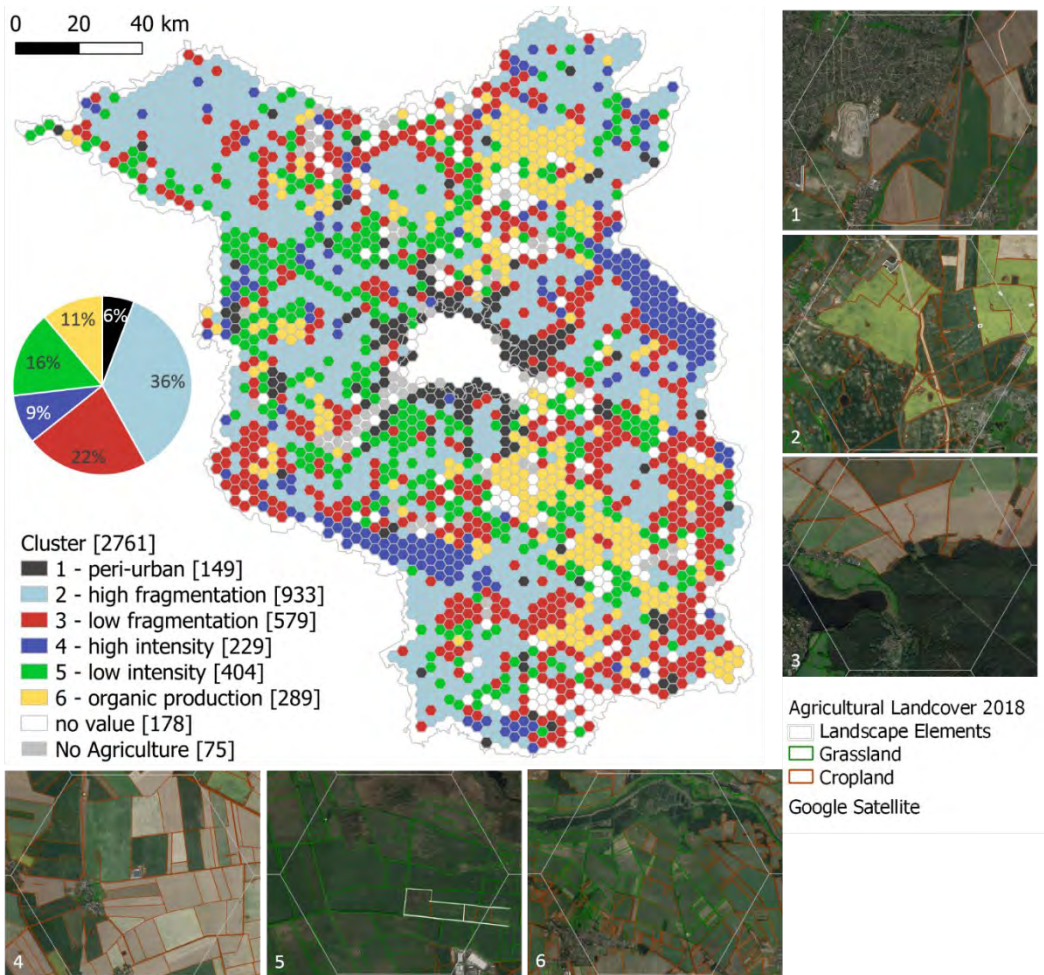 0 20 40 km
6%
11%
16%
36%
9%
22%
Cluster [2761]
1 - peri-urban [149]
2 - high fragmentation [933]
3 - low fragmentation [579]
4 - high intensity [229]
5 - low intensity [404]
6 - organic production [289]
no value [178]
No Agriculture [75]
1
2
3
Agricultural Landcover 2018
Landscape Elements
Grassland
Cropland
Google Satellite
4
5
6